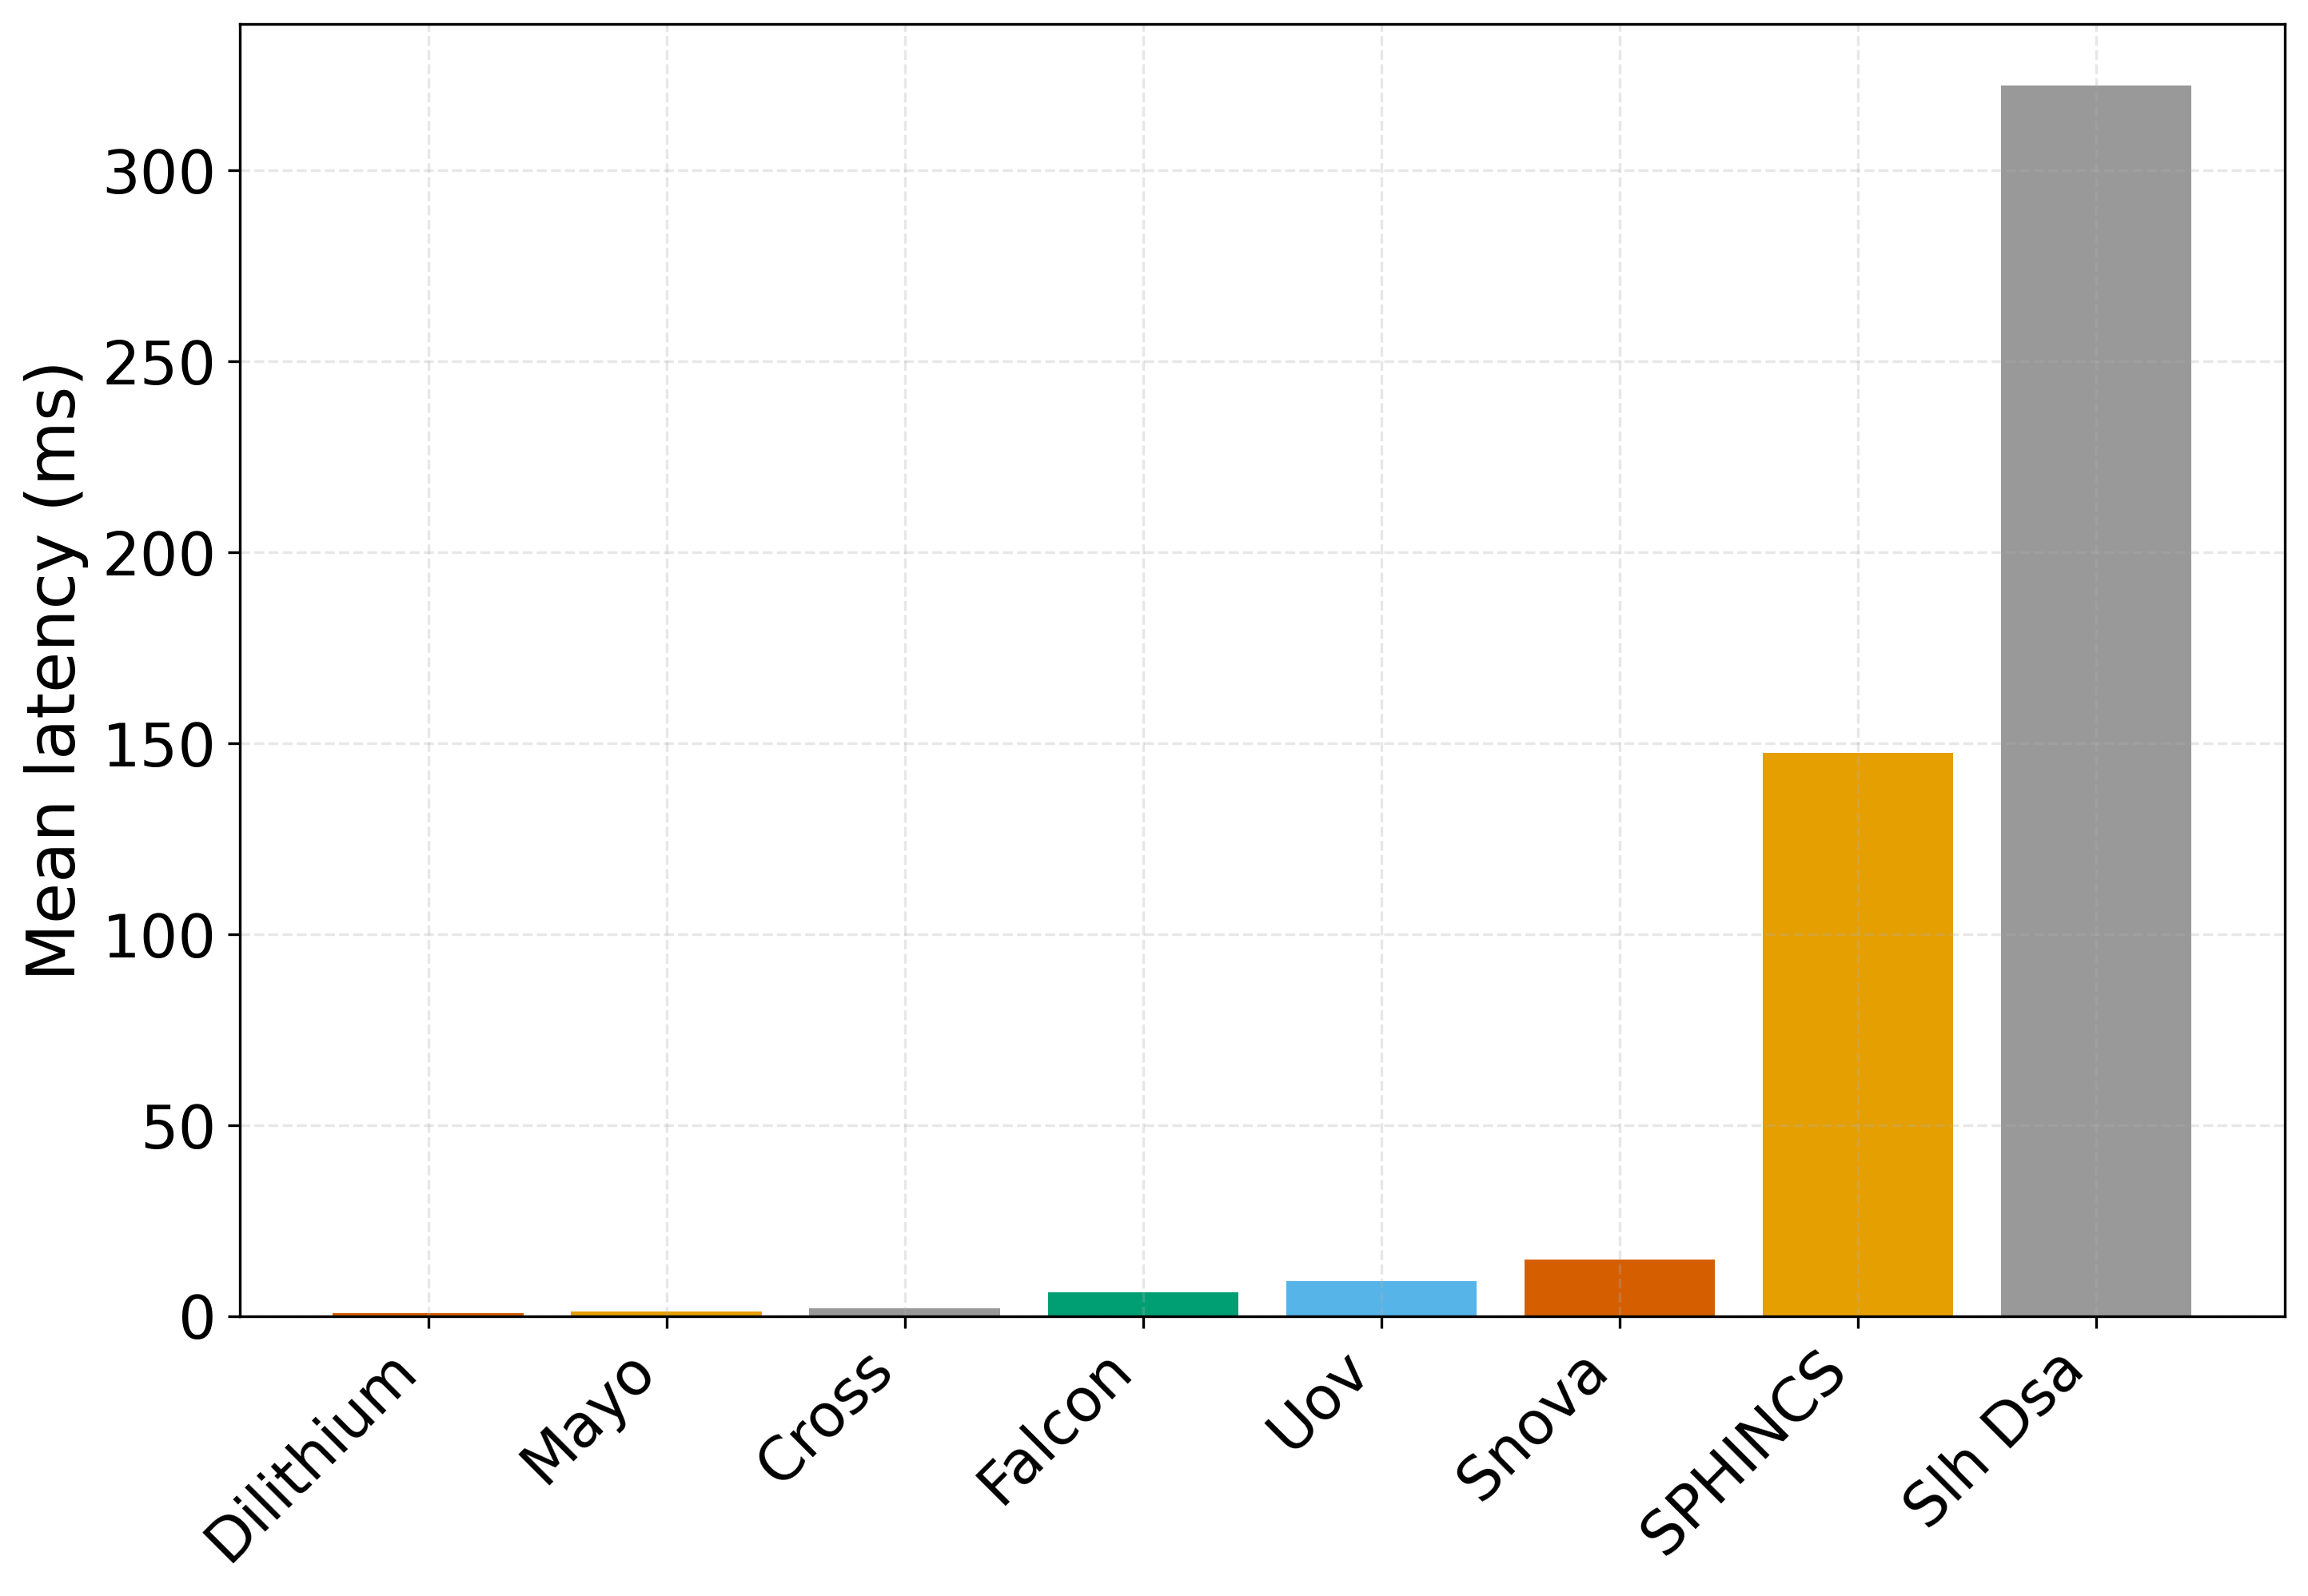 Mean latency (ms)
300
250
200
150
100
50
0
Dilithium
Mayo
Cross
Falcon
Uov
Snova
SPHINCS
Slh Dsa